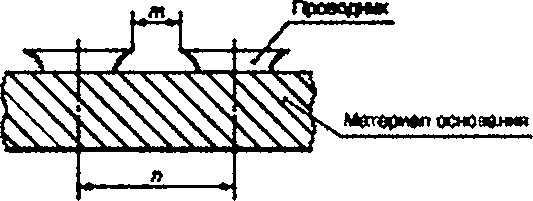 m
Проводник
Материал основания
n